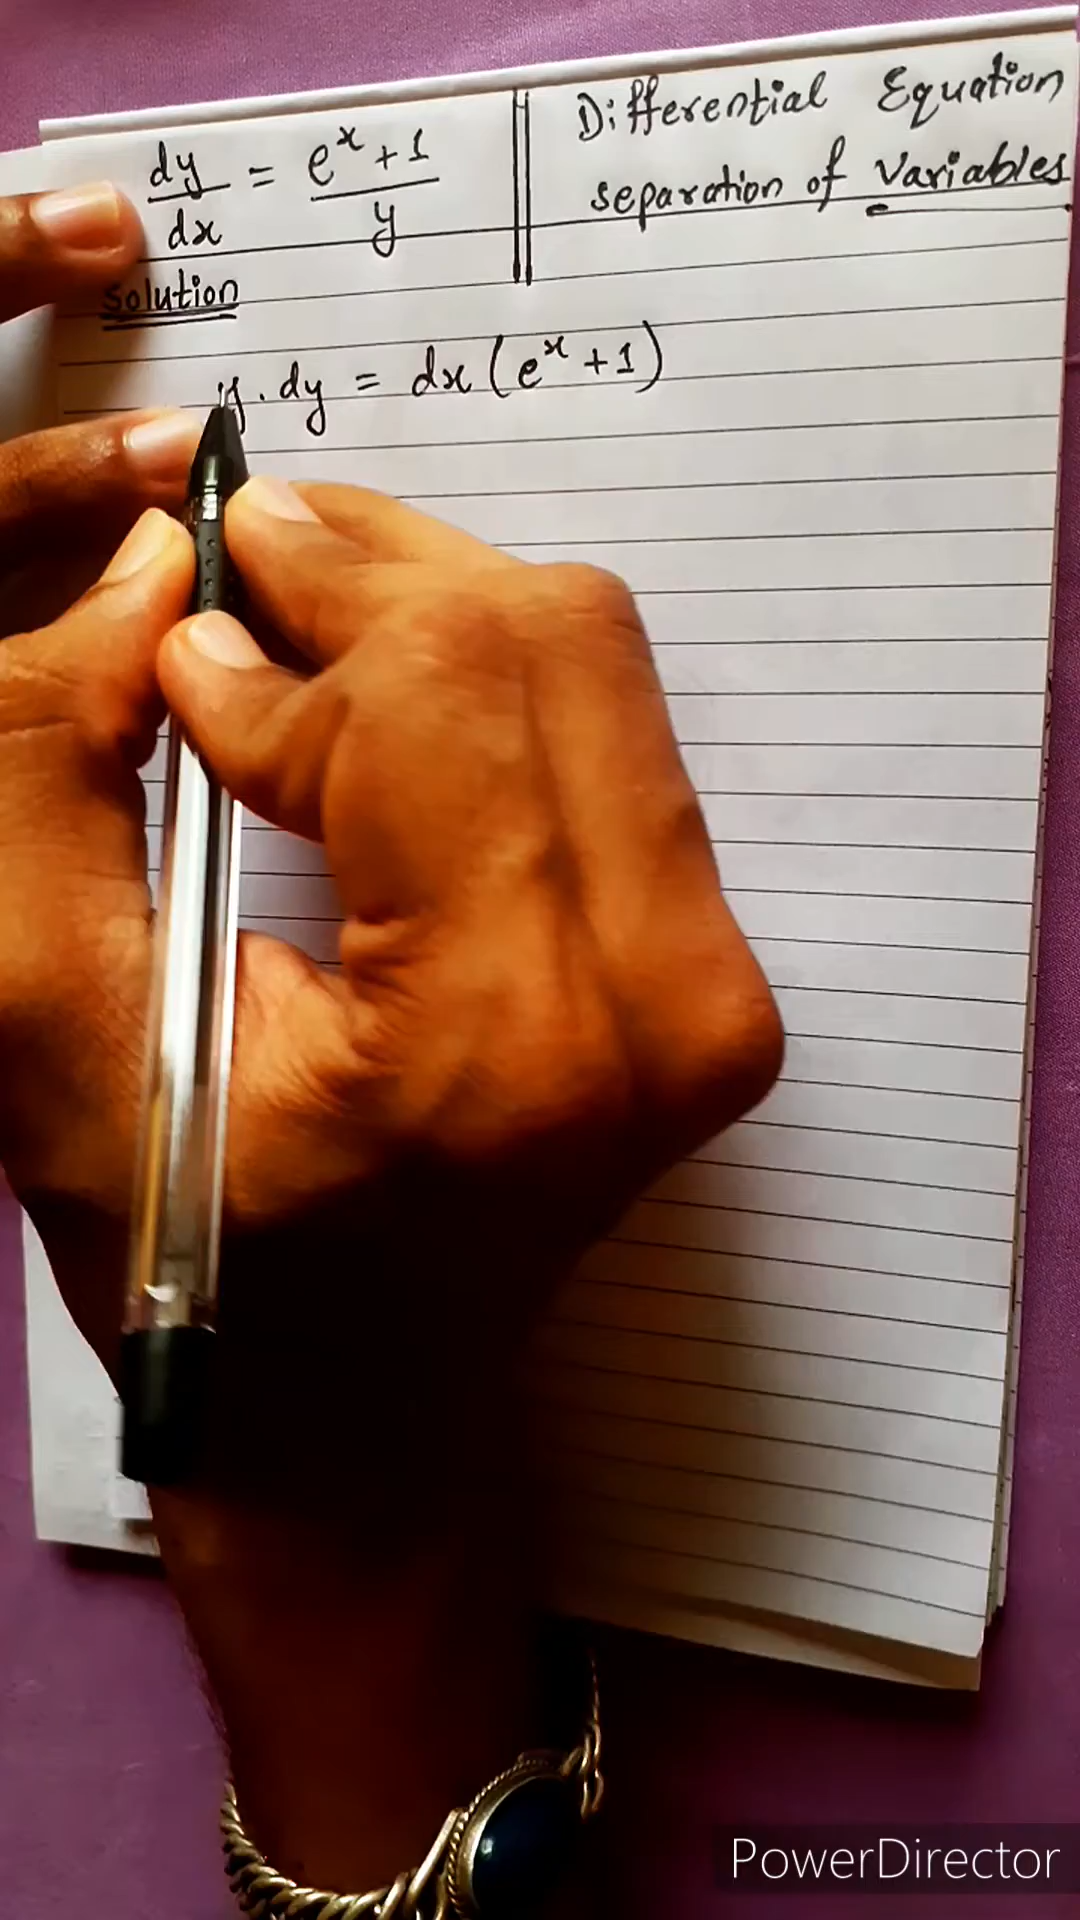 dy/dx = e^x + 1 / y
Differential Equation
separation of variables
solution
y . dy = dx (e^x + 1)
PowerDirector